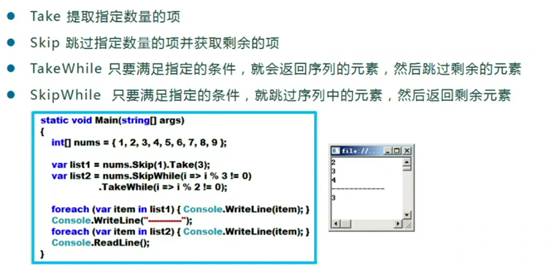 Take 提取指定数量的项
Skip 跳过指定数量的项并获取剩余的项
TakeWhile 只要满足指定的条件，就会返回序列的元素，然后跳过剩余的元素
SkipWhile 只要满足指定的条件，就跳过序列中的元素，然后返回剩余元素
static void Main(string[] args)
{
int[] nums = { 1, 2, 3, 4, 5, 6, 7, 8, 9 };
var list1 = nums.Skip(1).Take(3);
var list2 = nums.SkipWhile(i => i % 3 != 0)
.TakeWhile(i => i % 2 != 0);
foreach (var item in list1) { Console.WriteLine(item); }
Console.WriteLine("------------");
foreach (var item in list2) { Console.WriteLine(item); }
Console.ReadLine();
}
file://...
2
3
4
------------
3